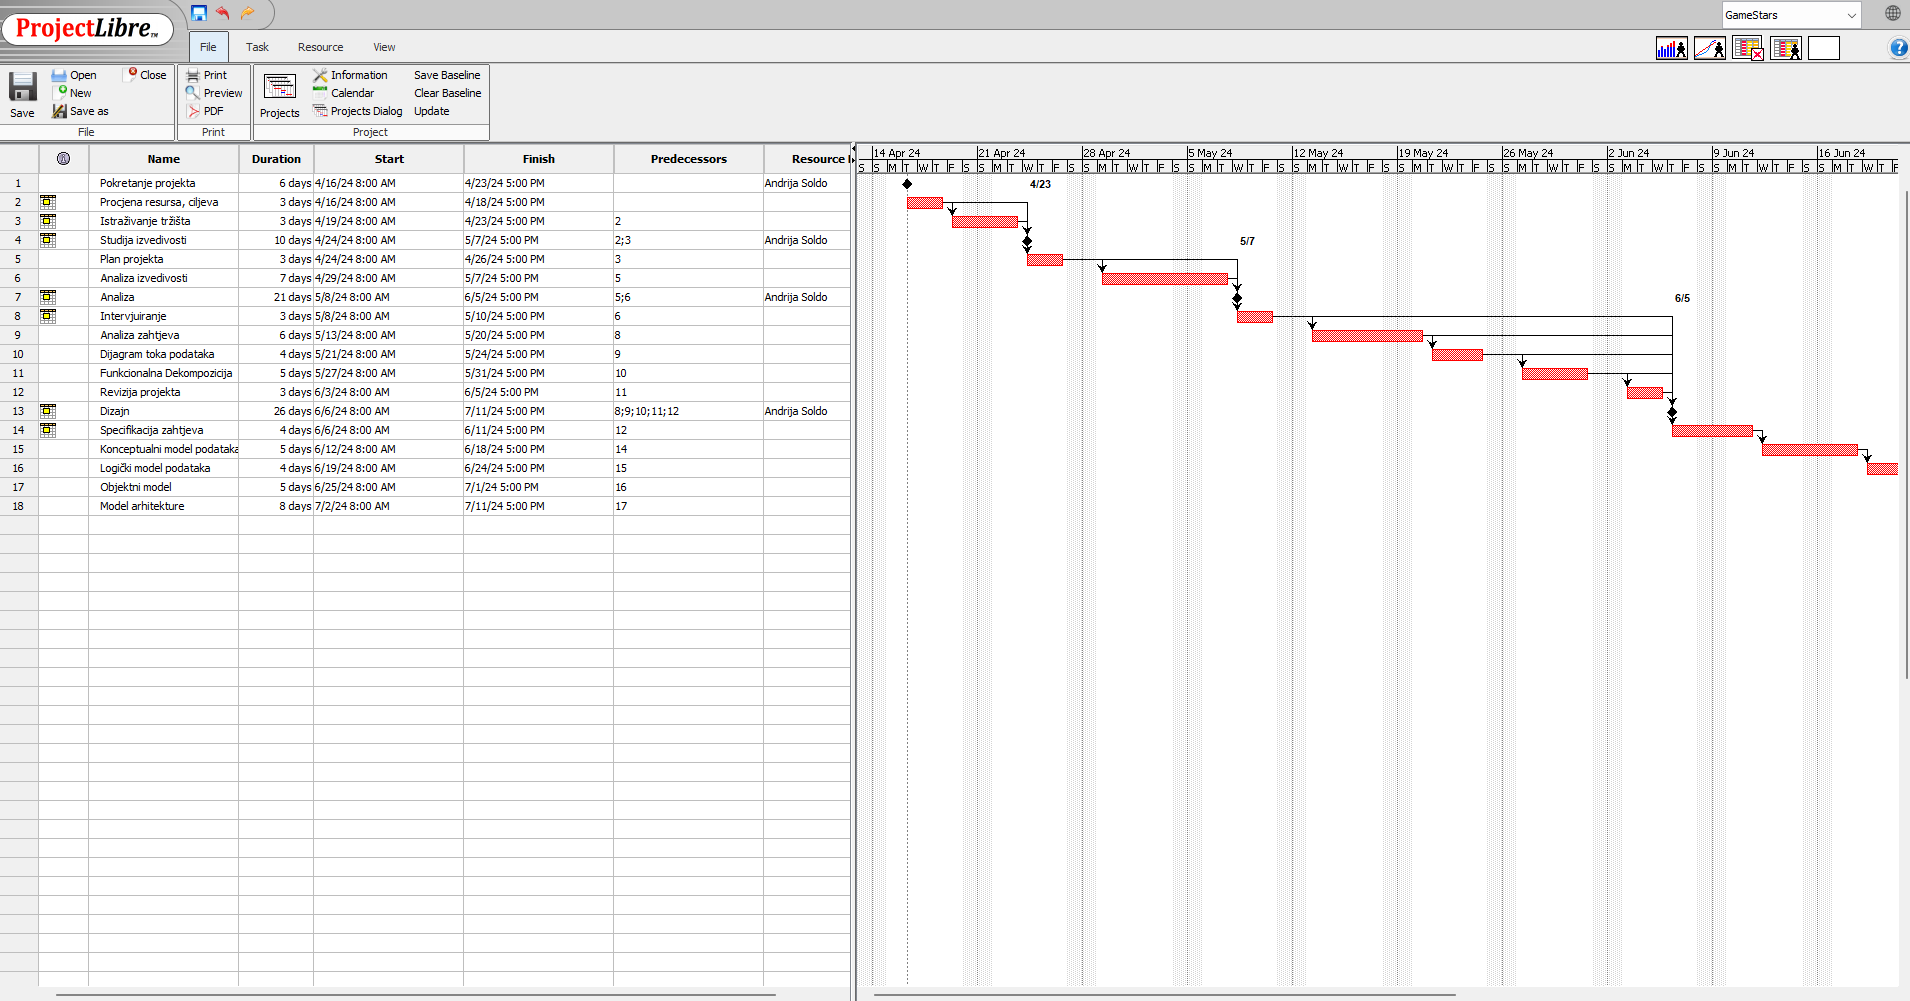 ProjectLibre™
GameStars
File Task Resource View
Save
Open
New
Save as
Close
File
Print
Preview
PDF
Print
Projects
Information
Calendar
Projects Dialog
Save Baseline
Clear Baseline
Update
Project
Name Duration Start Finish Predecessors Resource
1 Pokretanje projekta 6 days 4/16/24 8:00 AM 4/23/24 5:00 PM Andrija Soldo
2 Procjena resursa, ciljeva 3 days 4/16/24 8:00 AM 4/18/24 5:00 PM
3 Istraživanje tržišta 3 days 4/19/24 8:00 AM 4/23/24 5:00 PM 2
4 Studija izvedivosti 10 days 4/24/24 8:00 AM 5/7/24 5:00 PM 2;3 Andrija Soldo
5 Plan projekta 3 days 4/24/24 8:00 AM 4/26/24 5:00 PM 3
6 Analiza izvedivosti 7 days 4/29/24 8:00 AM 5/7/24 5:00 PM 5
7 Analiza 21 days 5/8/24 8:00 AM 6/5/24 5:00 PM 5;6 Andrija Soldo
8 Intervjuiranje 3 days 5/8/24 8:00 AM 5/10/24 5:00 PM 6
9 Analiza zahtjeva 6 days 5/13/24 8:00 AM 5/20/24 5:00 PM 8
10 Dijagram toka podataka 4 days 5/21/24 8:00 AM 5/24/24 5:00 PM 9
11 Funkcionalna Dekompozicija 5 days 5/27/24 8:00 AM 5/31/24 5:00 PM 10
12 Revizija projekta 3 days 6/3/24 8:00 AM 6/5/24 5:00 PM 11
13 Dizajn 26 days 6/6/24 8:00 AM 7/11/24 5:00 PM 8;9;10;11;12 Andrija Soldo
14 Specifikacija zahtjeva 4 days 6/6/24 8:00 AM 6/11/24 5:00 PM 12
15 Konceptualni model podataka 5 days 6/12/24 8:00 AM 6/18/24 5:00 PM 14
16 Logički model podataka 4 days 6/19/24 8:00 AM 6/24/24 5:00 PM 15
17 Objektni model 5 days 6/25/24 8:00 AM 7/1/24 5:00 PM 16
18 Model arhitekture 8 days 7/2/24 8:00 AM 7/11/24 5:00 PM 17
14 Apr 24 21 Apr 24 28 Apr 24 5 May 24 12 May 24 19 May 24 26 May 24 2 Jun 24 9 Jun 24 16 Jun 24
S S M T W T F S S M T W T F S S M T W T F S S M T W T F S S M T W T F S S M T W T F S S M T W T F S S M T W T F S S M T W T F S S M T W T F
4/23
5/7
6/5